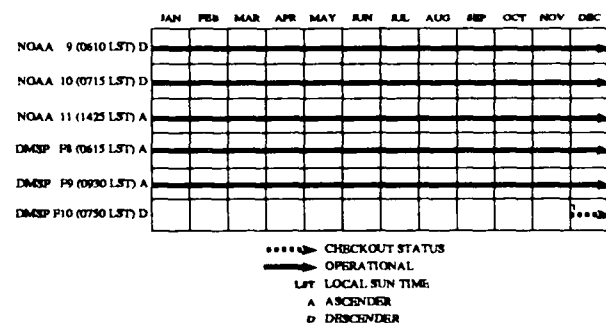 JAN FEB MAR APR MAY JUN JUL AUG SEP OCT NOV DEC
NOAA 9 (0610 LST) D
NOAA 10 (0715 LST) D
NOAA 11 (1425 LST) A
DMSP F8 (0615 LST) A
DMSP F9 (0930 LST) A
DMSP F10 (0750 LST) D
CHECKOUT STATUS
OPERATIONAL
LST LOCAL SUN TIME
A ASCENDER
D DESCENDER